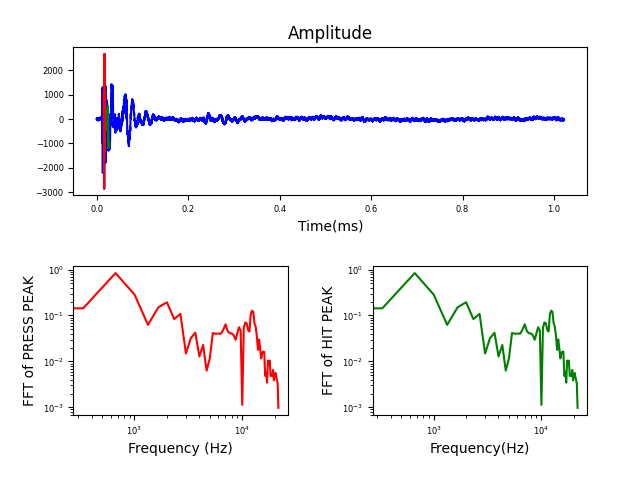 Amplitude
2000
1000
0
−1000
−2000
−3000
0.0 0.2 0.4 0.6 0.8 1.0
Time(ms)
FFT of PRESS PEAK
10⁰
10⁻¹
10⁻²
10⁻³
10³ 10⁴
Frequency (Hz)
FFT of HIT PEAK
10⁰
10⁻¹
10⁻²
10⁻³
10³ 10⁴
Frequency(Hz)